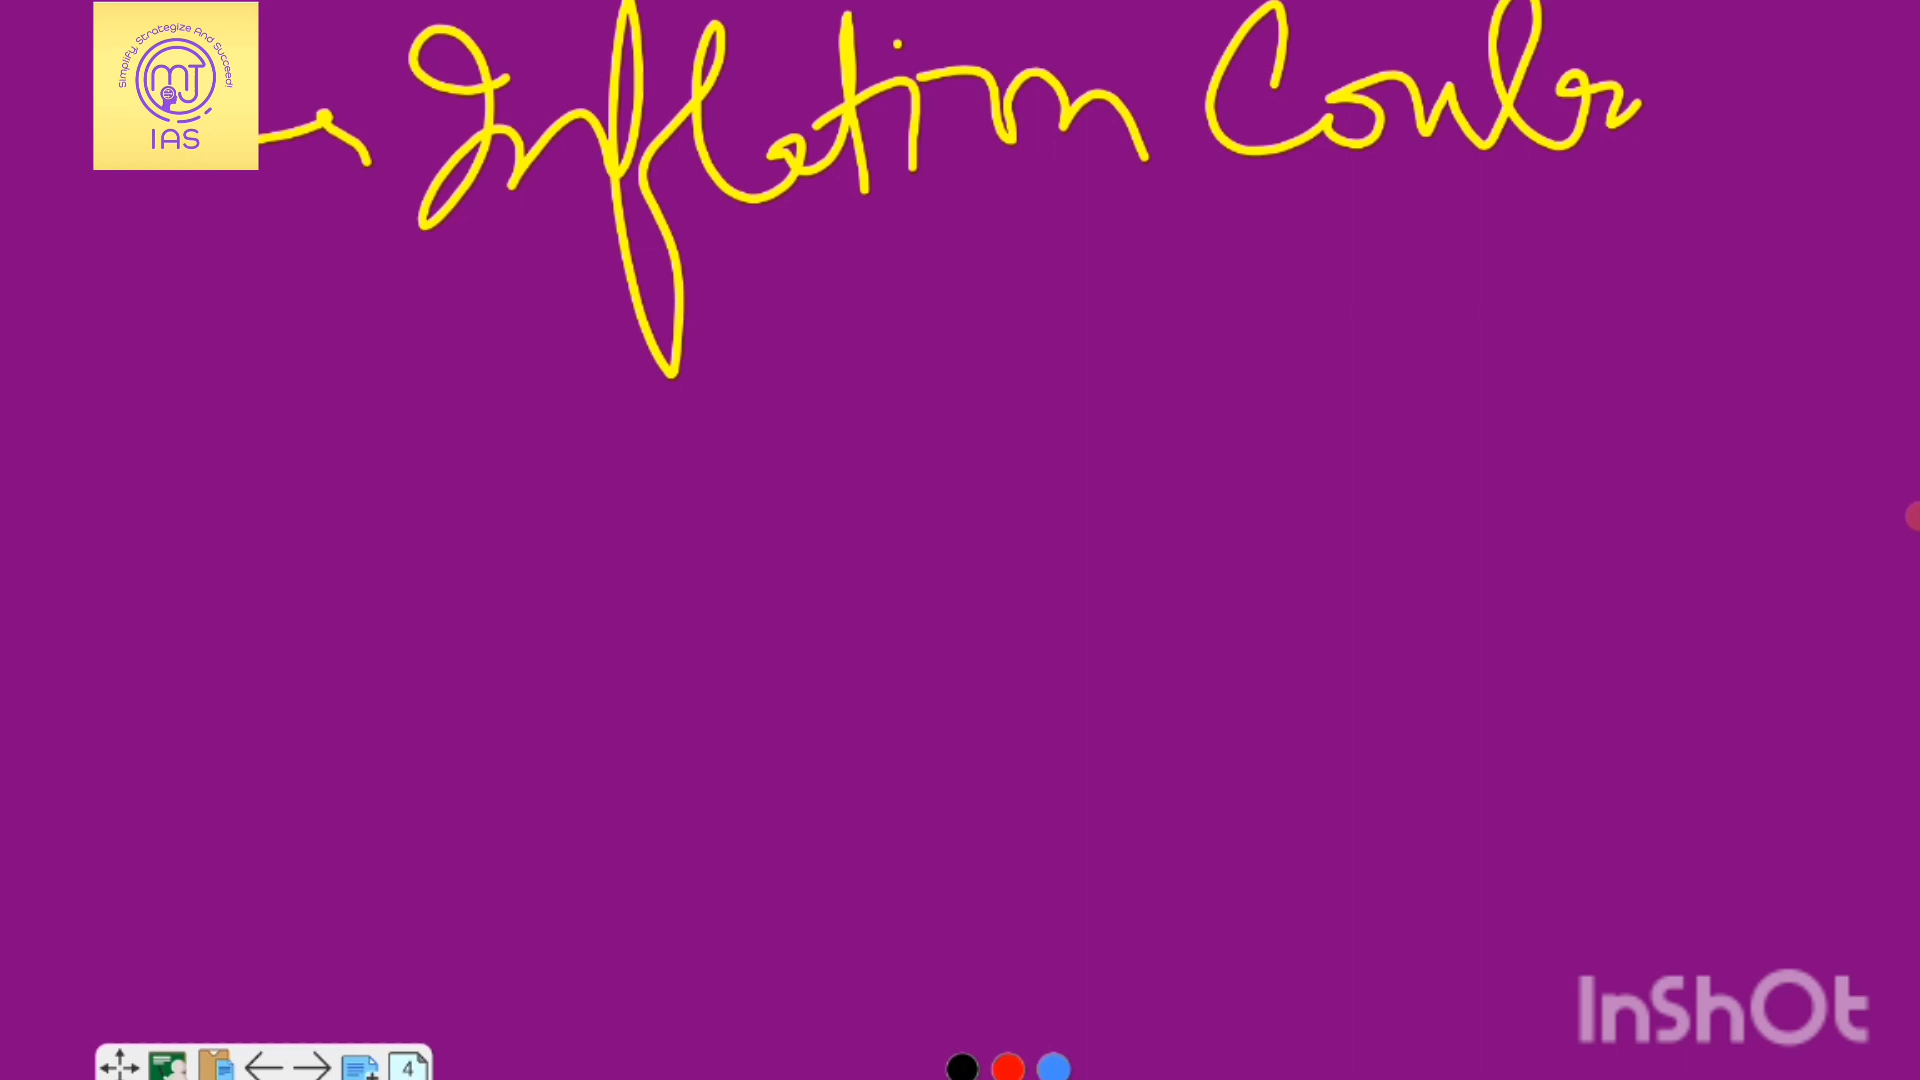 Simplify, Strategize And Succeed!
MJ
IAS
Inflation Contr
InShOt
4